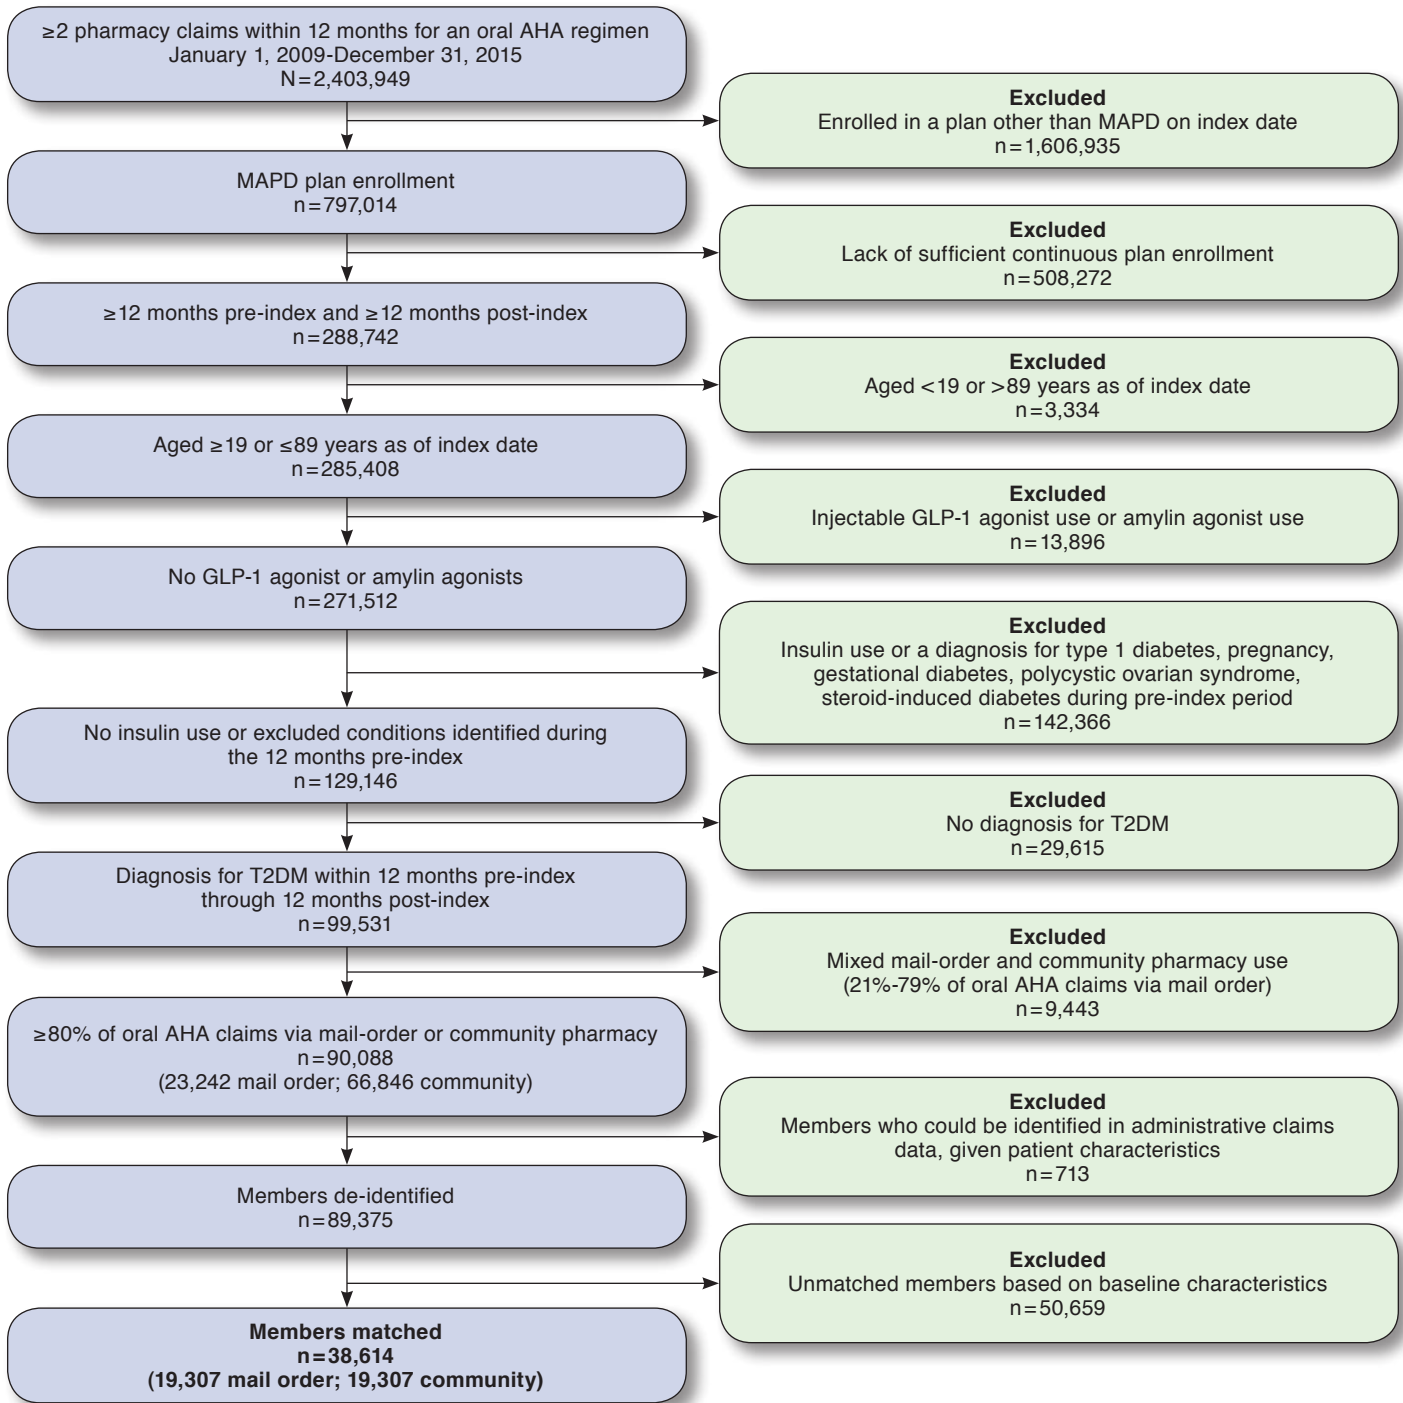 ≥2 pharmacy claims within 12 months for an oral AHA regimen
January 1, 2009-December 31, 2015
N=2,403,949
Excluded
Enrolled in a plan other than MAPD on index date
n=1,606,935
MAPD plan enrollment
n=797,014
Excluded
Lack of sufficient continuous plan enrollment
n=508,272
≥12 months pre-index and ≥12 months post-index
n=288,742
Excluded
Aged <19 or >89 years as of index date
n=3,334
Aged ≥19 or ≤89 years as of index date
n=285,408
Excluded
Injectable GLP-1 agonist use or amylin agonist use
n=13,896
No GLP-1 agonist or amylin agonists
n=271,512
Excluded
Insulin use or a diagnosis for type 1 diabetes, pregnancy,
gestational diabetes, polycystic ovarian syndrome,
steroid-induced diabetes during pre-index period
n=142,366
No insulin use or excluded conditions identified during
the 12 months pre-index
n=129,146
Excluded
No diagnosis for T2DM
n=29,615
Diagnosis for T2DM within 12 months pre-index
through 12 months post-index
n=99,531
Excluded
Mixed mail-order and community pharmacy use
(21%-79% of oral AHA claims via mail order)
n=9,443
≥80% of oral AHA claims via mail-order or community pharmacy
n=90,088
(23,242 mail order; 66,846 community)
Excluded
Members who could be identified in administrative claims
data, given patient characteristics
n=713
Members de-identified
n=89,375
Excluded
Unmatched members based on baseline characteristics
n=50,659
Members matched
n=38,614
(19,307 mail order; 19,307 community)